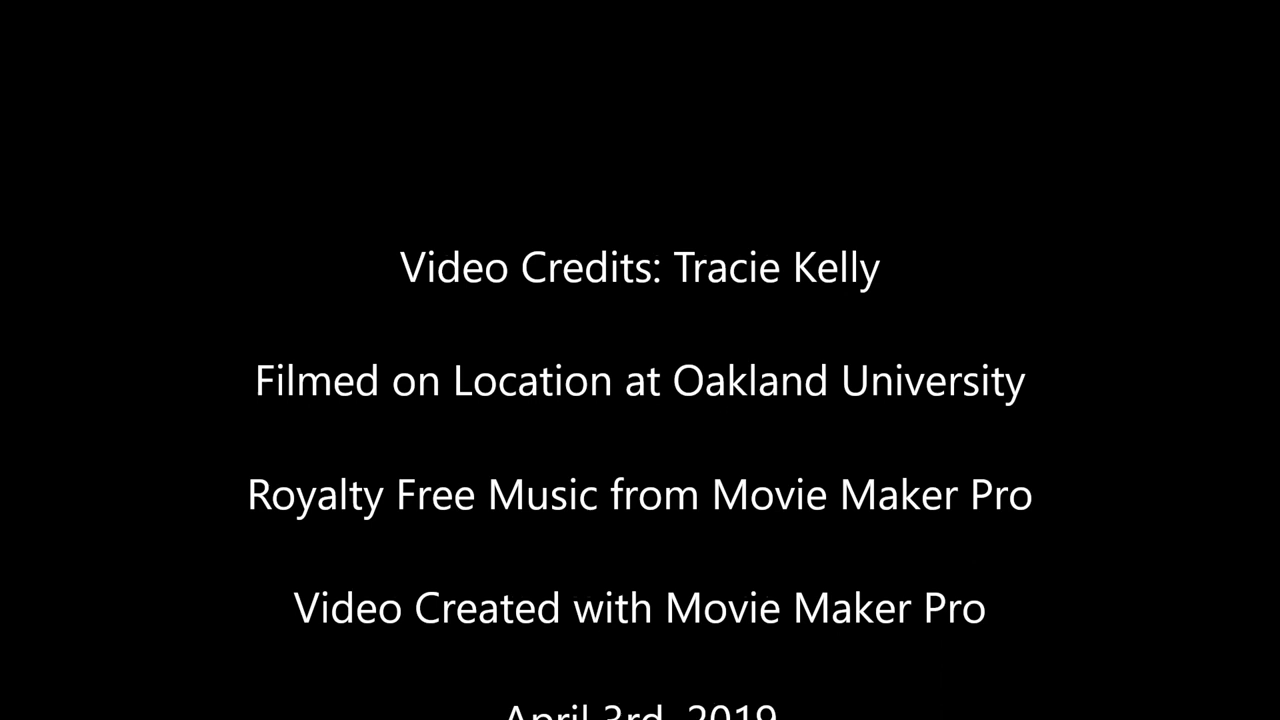 Video Credits: Tracie Kelly
Filmed on Location at Oakland University
Royalty Free Music from Movie Maker Pro
Video Created with Movie Maker Pro
April 3rd, 2019